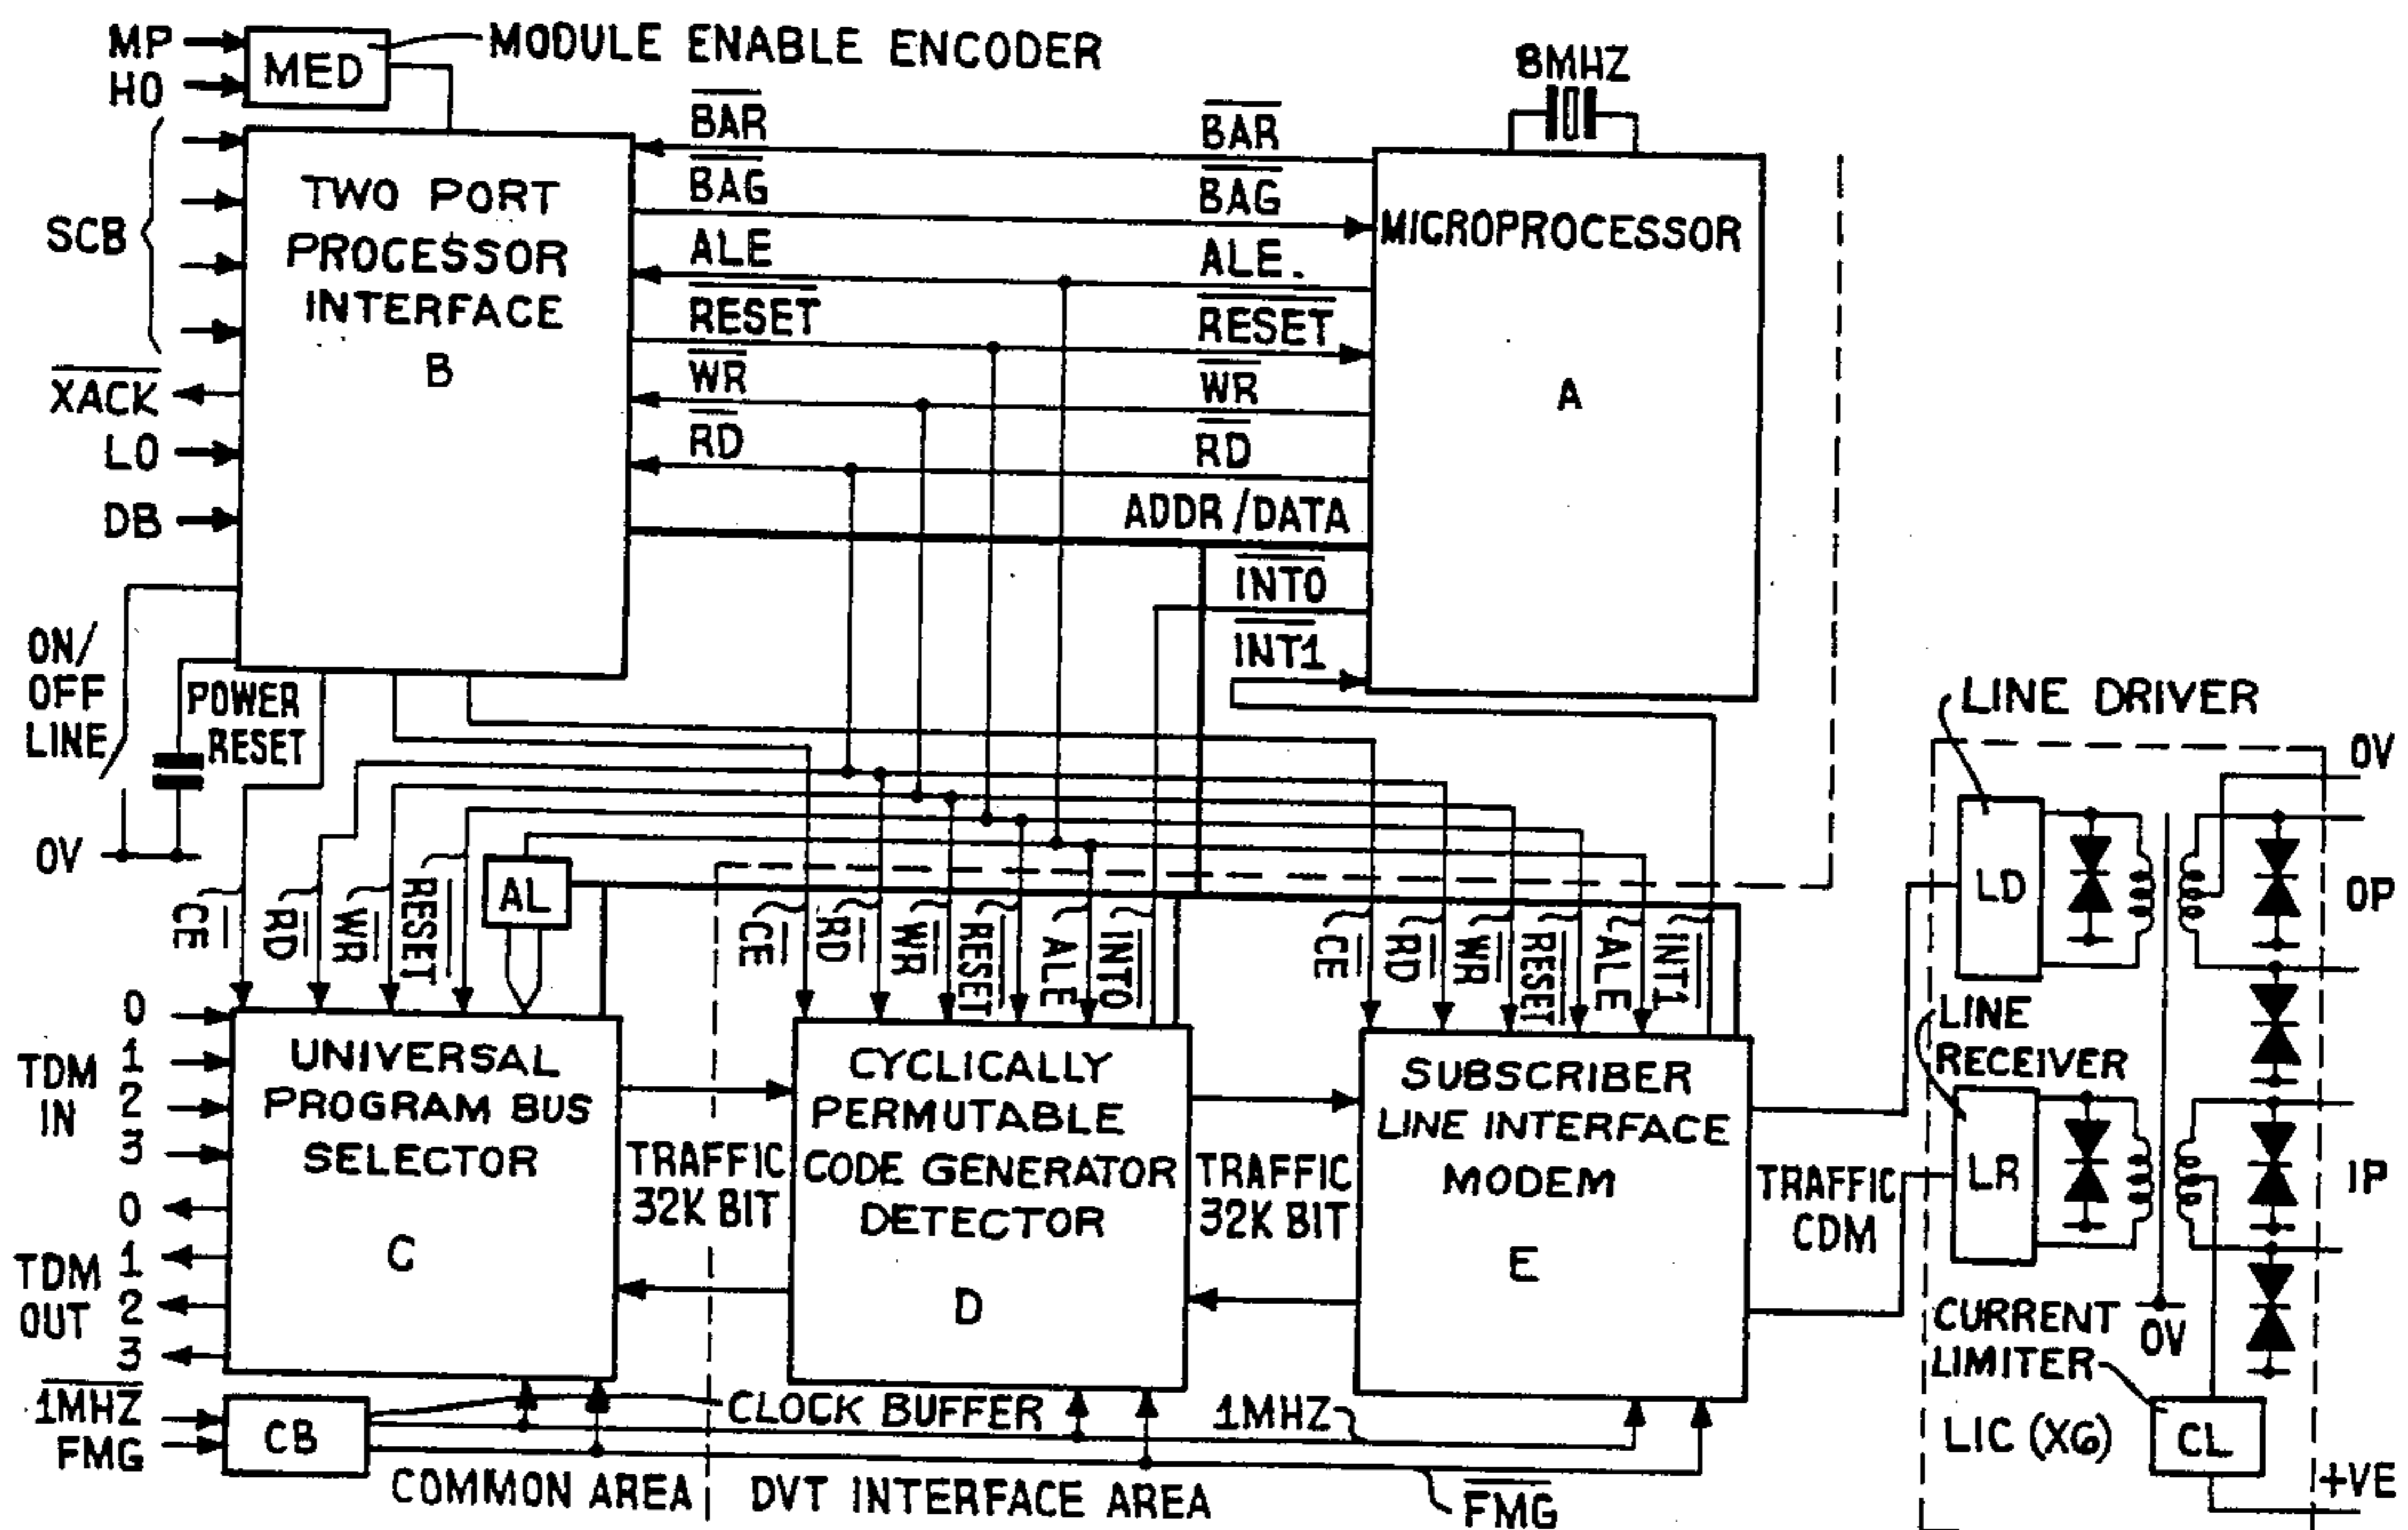 MP
HO
MED
MODULE ENABLE ENCODER
8MHZ
SCB
TWO PORT
PROCESSOR
INTERFACE
B
BAR
BAR
BAG
BAG
ALE
ALE.
RESET
RESET
WR
WR
RD
RD
ADDR/DATA
INT0
INT1
MICROPROCESSOR
A
XACK
LO
DB
ON/
OFF
LINE
POWER
RESET
0V
AL
CE
RD
WR
RESET
CE
RD
WR
RESET
ALE
INT0
CE
RD
WR
RESET
ALE
INT1
LINE DRIVER
LD
0V
OP
LINE
RECEIVER
LR
IP
TDM
IN
0
1
2
3
TDM
OUT
0
1
2
3
UNIVERSAL
PROGRAM BUS
SELECTOR
C
TRAFFIC
32K BIT
CYCLICALLY
PERMUTABLE
CODE GENERATOR
DETECTOR
D
TRAFFIC
32K BIT
SUBSCRIBER
LINE INTERFACE
MODEM
E
TRAFFIC
CDM
CURRENT
LIMITER
0V
LIC (X6)
CL
+VE
1MHZ
FMG
CB
CLOCK BUFFER
1MHZ
COMMON AREA
DVT INTERFACE AREA
FMG